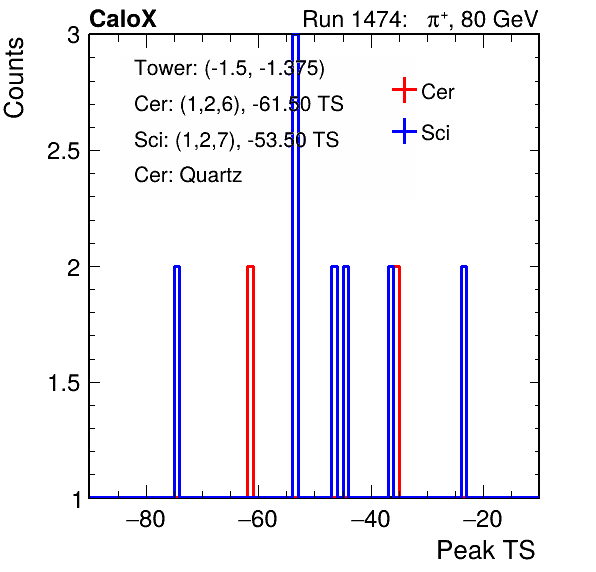 CaloX Run 1474: π⁺, 80 GeV
Counts
3
2.5
2
1.5
1
Tower: (-1.5, -1.375)
Cer: (1,2,6), -61.50 TS
Sci: (1,2,7), -53.50 TS
Cer: Quartz
Cer
Sci
−80 −60 −40 −20
Peak TS